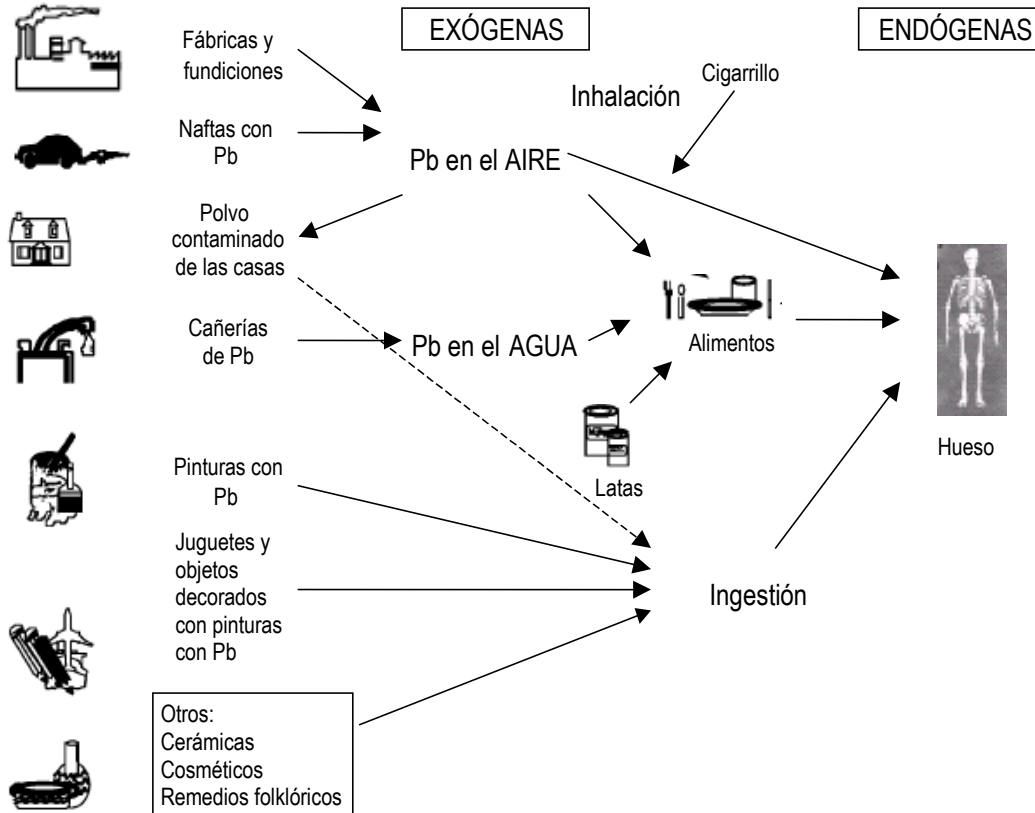 EXÓGENAS
ENDÓGENAS
Fábricas y
fundiciones
Cigarrillo
Inhalación
Naftas con
Pb
Pb en el AIRE
Polvo
contaminado
de las casas
Cañerías
de Pb
Pb en el AGUA
Alimentos
Hueso
Latas
Pinturas con
Pb
Juguetes y
objetos
decorados
con pinturas
con Pb
Ingestión
Otros:
Cerámicas
Cosméticos
Remedios folklóricos